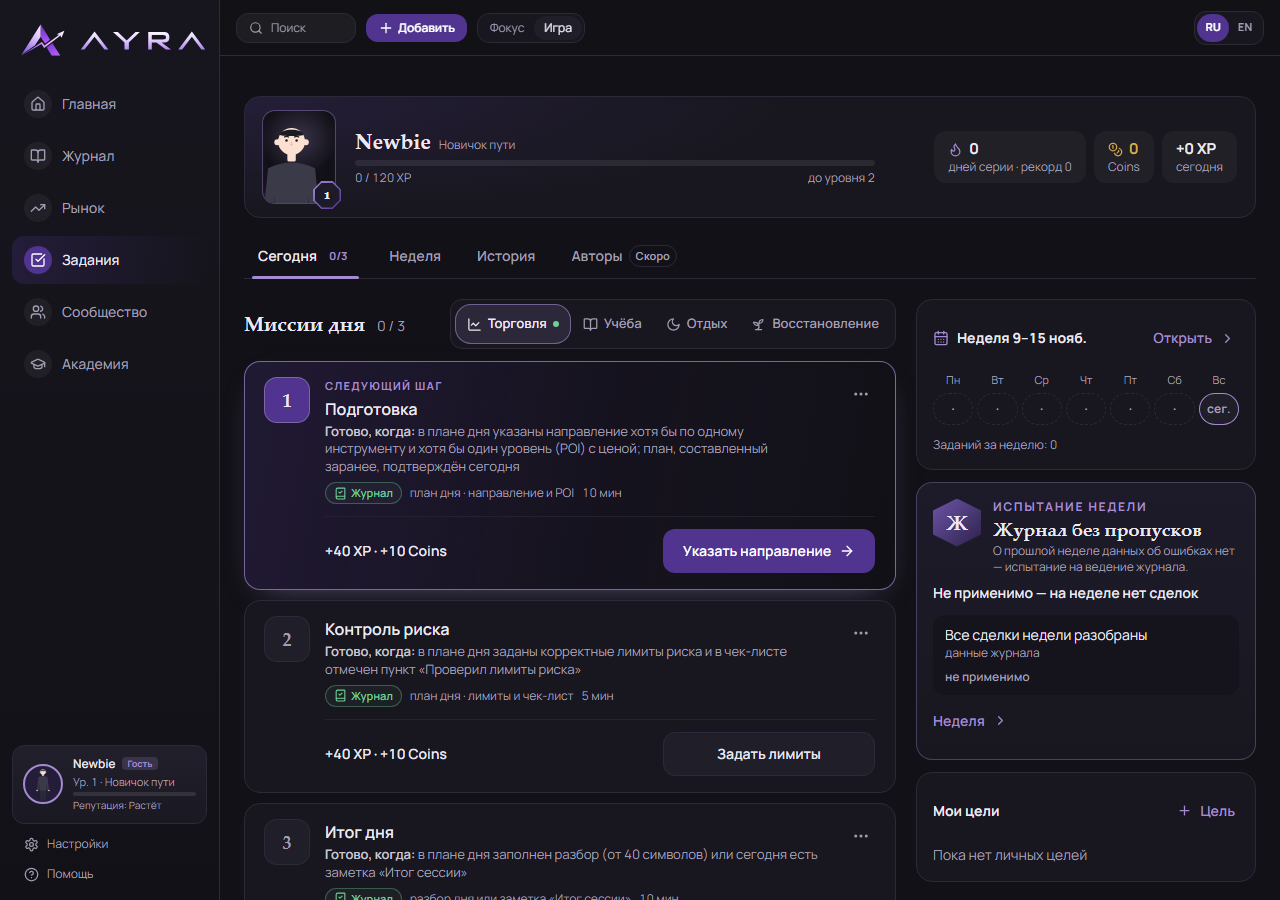 AYRA
Поиск
Добавить
Фокус
Игра
RU
EN
Главная
Журнал
Рынок
Задания
Сообщество
Академия
Newbie Гость
Ур. 1 · Новичок пути
Репутация: Растёт
Настройки
Помощь
Newbie Новичок пути
0 / 120 XP
до уровня 2
1
0
дней серии · рекорд 0
0
Coins
+0 XP
сегодня
Сегодня 0/3
Неделя
История
Авторы Скоро
Миссии дня 0 / 3
Торговля
Учёба
Отдых
Восстановление
1
СЛЕДУЮЩИЙ ШАГ
Подготовка
Готово, когда: в плане дня указаны направление хотя бы по одному
инструменту и хотя бы один уровень (POI) с ценой; план, составленный
заранее, подтверждён сегодня
Журнал план дня · направление и POI 10 мин
+40 XP · +10 Coins
Указать направление
2
Контроль риска
Готово, когда: в плане дня заданы корректные лимиты риска и в чек-листе
отмечен пункт «Проверил лимиты риска»
Журнал план дня · лимиты и чек-лист 5 мин
+40 XP · +10 Coins
Задать лимиты
3
Итог дня
Готово, когда: в плане дня заполнен разбор (от 40 символов) или сегодня есть
заметка «Итог сессии»
Журнал разбор дня или заметка «Итог сессии» 10 мин
Неделя 9–15 нояб.
Открыть
Пн Вт Ср Чт Пт Сб Вс
· · · · · · сег.
Заданий за неделю: 0
Ж
ИСПЫТАНИЕ НЕДЕЛИ
Журнал без пропусков
О прошлой неделе данных об ошибках нет
— испытание на ведение журнала.
Не применимо — на неделе нет сделок
Все сделки недели разобраны
данные журнала
не применимо
Неделя
Мои цели
Цель
Пока нет личных целей